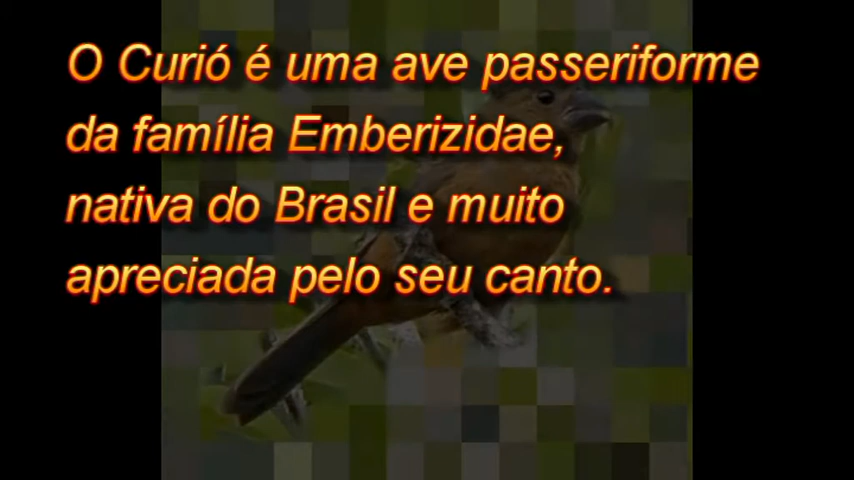 O Curió é uma ave passeriforme
da família Emberizidae,
nativa do Brasil e muito
apreciada pelo seu canto.